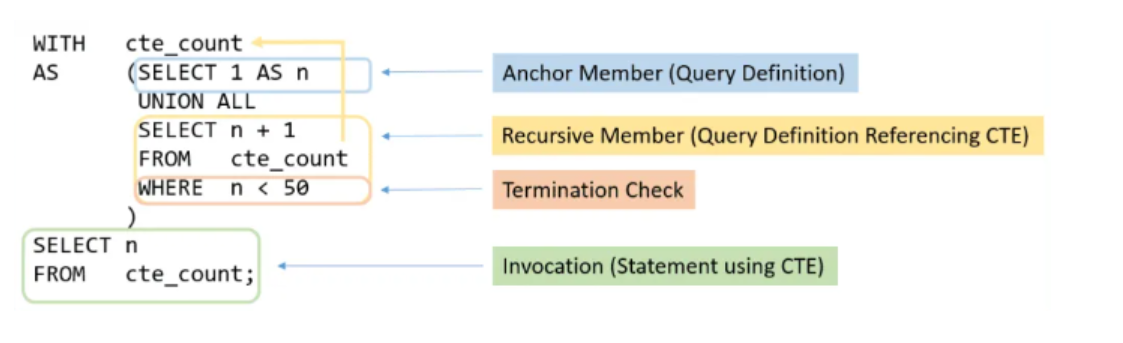 WITH cte_count
AS (SELECT 1 AS n
Anchor Member (Query Definition)
UNION ALL
SELECT n + 1
Recursive Member (Query Definition Referencing CTE)
FROM cte_count
WHERE n < 50
Termination Check
)
SELECT n
FROM cte_count;
Invocation (Statement using CTE)